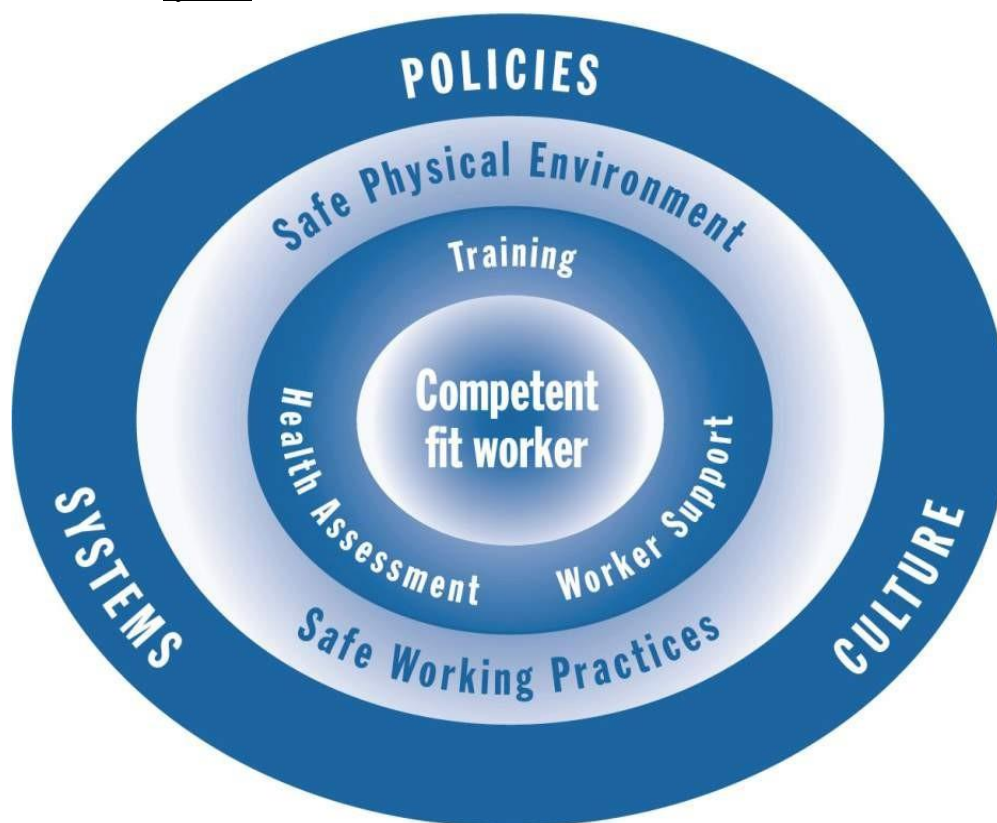 POLICIES
Safe Physical Environment
Training
Competent
fit worker
Health Assessment
Worker Support
Safe Working Practices
SYSTEMS
CULTURE